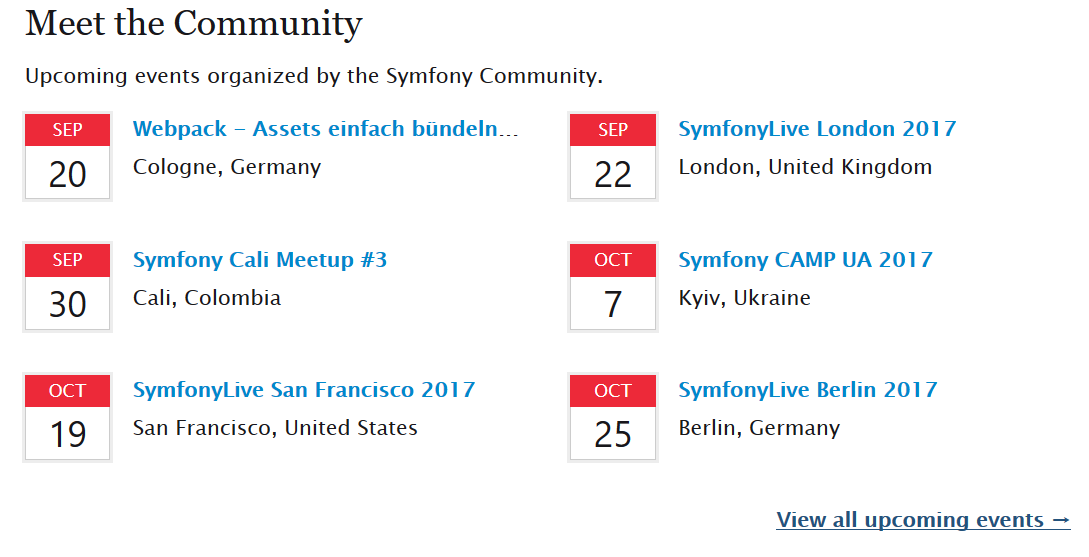 Meet the Community
Upcoming events organized by the Symfony Community.
SEP
20
Webpack – Assets einfach bündeln...
Cologne, Germany
SEP
22
SymfonyLive London 2017
London, United Kingdom
SEP
30
Symfony Cali Meetup #3
Cali, Colombia
OCT
7
Symfony CAMP UA 2017
Kyiv, Ukraine
OCT
19
SymfonyLive San Francisco 2017
San Francisco, United States
OCT
25
SymfonyLive Berlin 2017
Berlin, Germany
View all upcoming events →